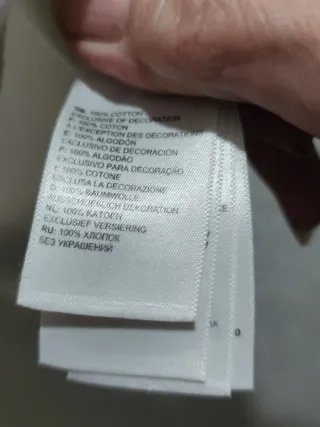 GB: 100% COTTON
EXCLUSIVE OF DECORATION
F: 100% COTON
A L'EXCEPTION DES DÉCORATIONS
E: 100% ALGODÓN
EXCLUSIVO DE DECORACIÓN
P: 100% ALGODÃO
EXCLUSIVO PARA DECORAÇÃO
I: 100% COTONE
ESCLUSA LA DECORAZIONE
D: 100% BAUMWOLLE
DEKORATION
NL: 100% KATOEN
EXCLUSIEF VERSIERING
RU: 100% ХЛОПОК
БЕЗ УКРАШЕНИЙ